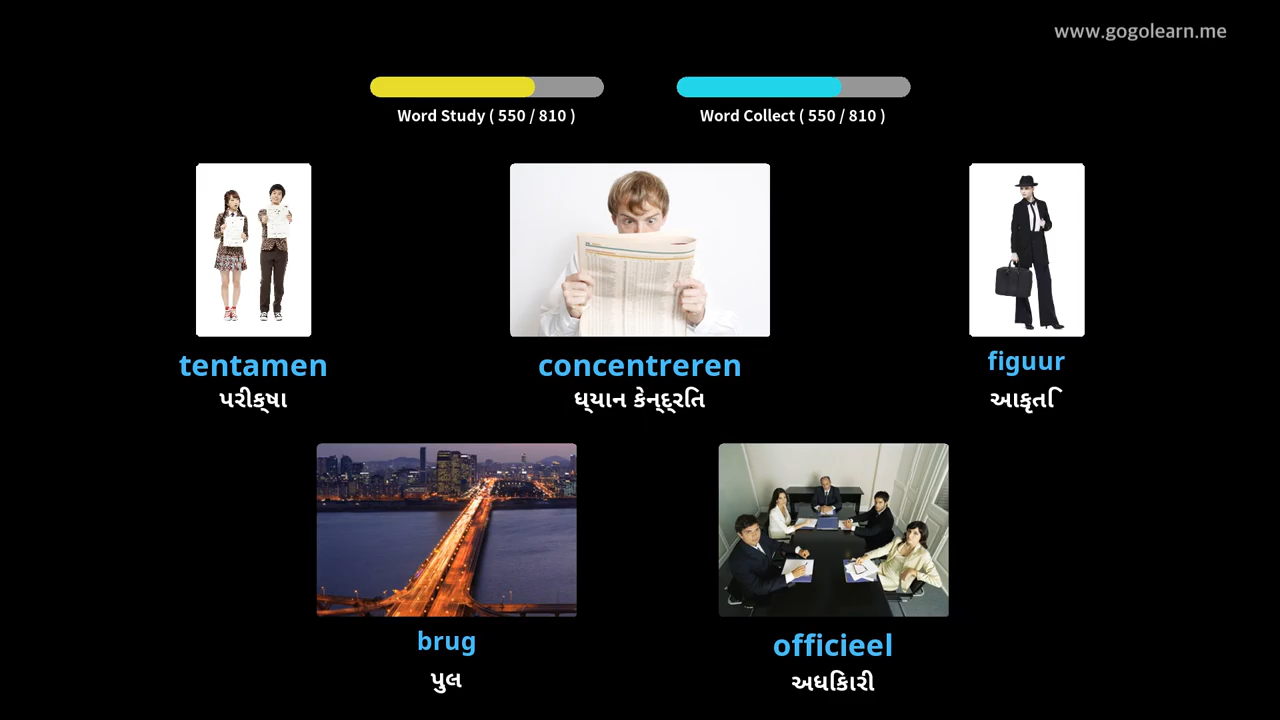 www.gogolearn.me
Word Study ( 550 / 810 )
Word Collect ( 550 / 810 )
tentamen
પરીક્ષા
concentreren
ધ્યાન કેન્દ્રતિ
figuur
આકૃતિ
brug
પુલ
officieel
અધકિારી